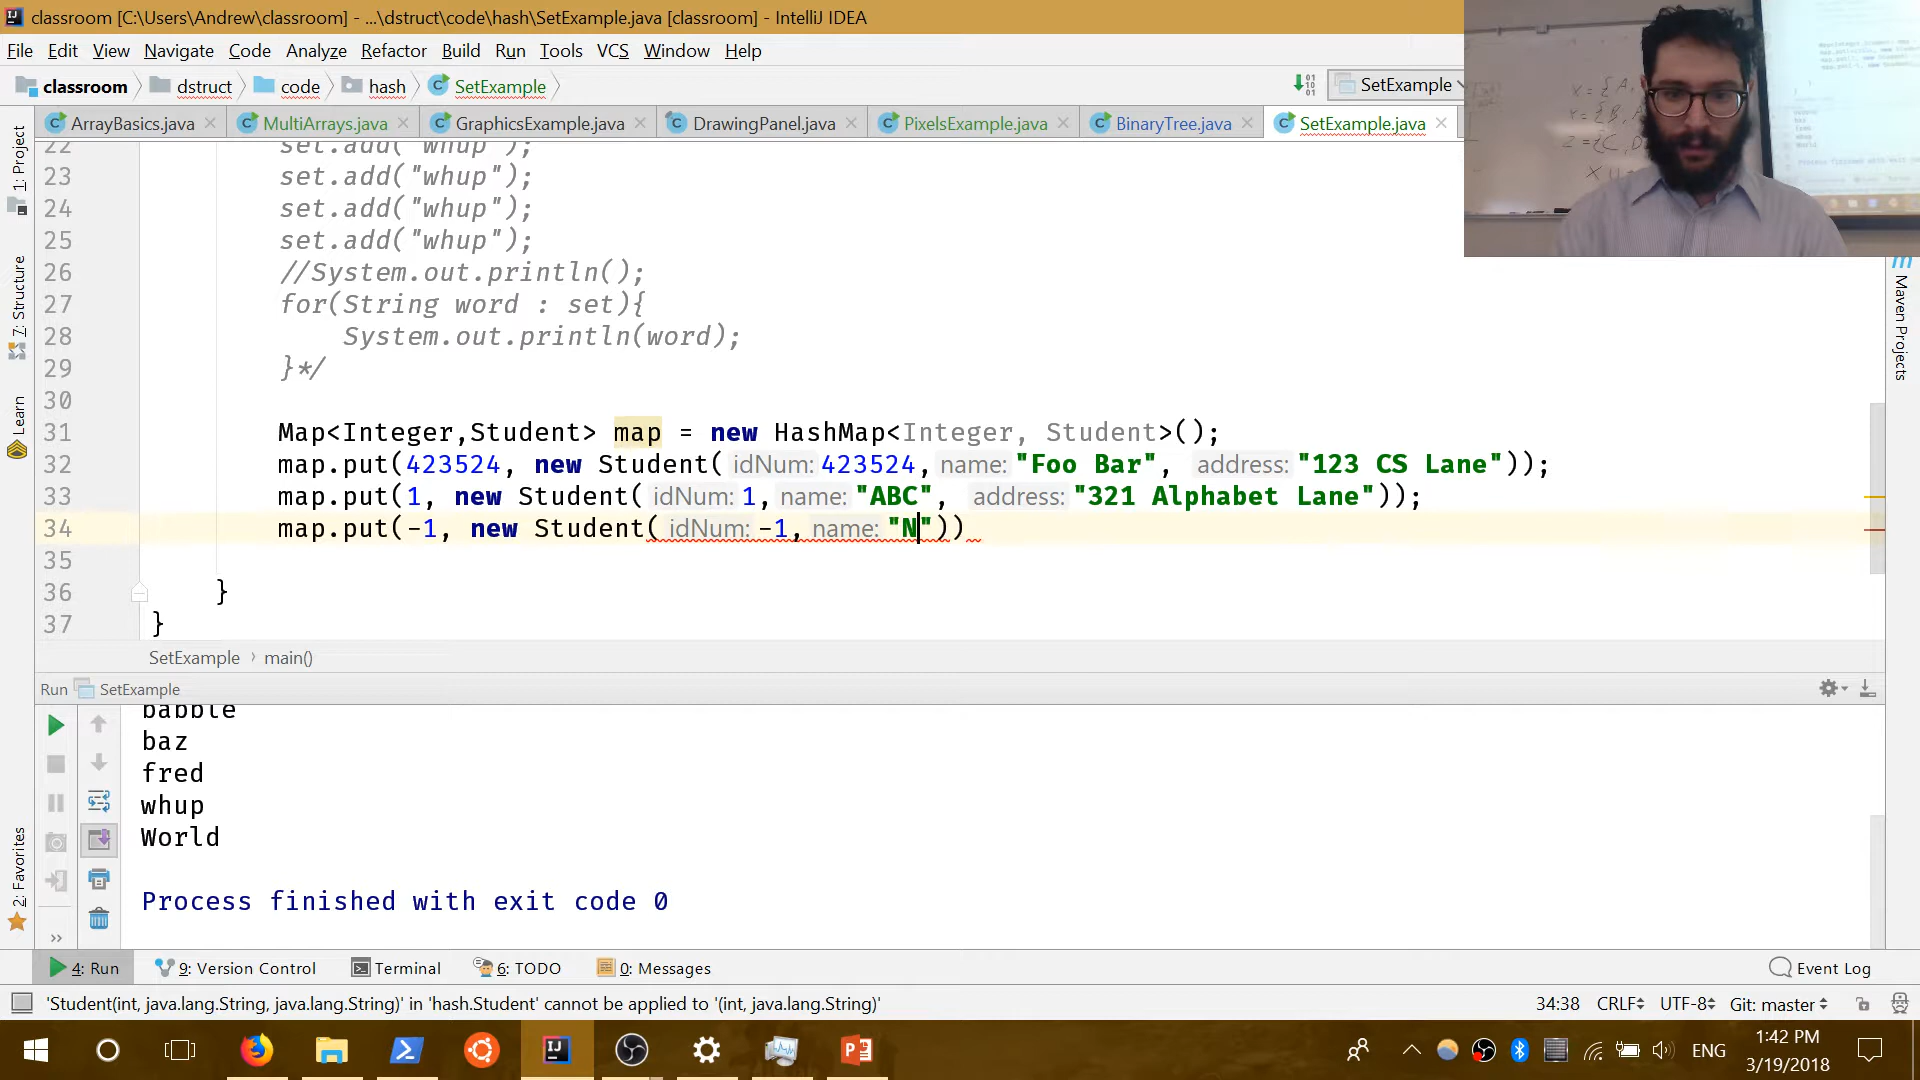 classroom [C:\Users\Andrew\classroom] - ...\dstruct\code\hash\SetExample.java [classroom] - IntelliJ IDEA
File Edit View Navigate Code Analyze Refactor Build Run Tools VCS Window Help
classroom dstruct code hash SetExample SetExample
ArrayBasics.java MultiArrays.java GraphicsExample.java DrawingPanel.java PixelsExample.java BinaryTree.java SetExample.java
22 set.add("whup");
23 set.add("whup");
24 set.add("whup");
25 set.add("whup");
26 //System.out.println();
27 for(String word : set){
28 System.out.println(word);
29 }*/
30
31 Map<Integer,Student> map = new HashMap<Integer, Student>();
32 map.put(423524, new Student( idNum: 423524, name: "Foo Bar", address: "123 CS Lane"));
33 map.put(1, new Student( idNum: 1, name: "ABC", address: "321 Alphabet Lane"));
34 map.put(-1, new Student( idNum: -1, name: "N"))
35
36 }
37 }
1: Project
7: Structure
Learn
2: Favorites
Maven Projects
SetExample › main()
Run SetExample
babble
baz
fred
whup
World
Process finished with exit code 0
4: Run 9: Version Control Terminal 6: TODO 0: Messages Event Log
'Student(int, java.lang.String, java.lang.String)' in 'hash.Student' cannot be applied to '(int, java.lang.String)' 34:38 CRLF UTF-8 Git: master
ENG 1:42 PM
3/19/2018